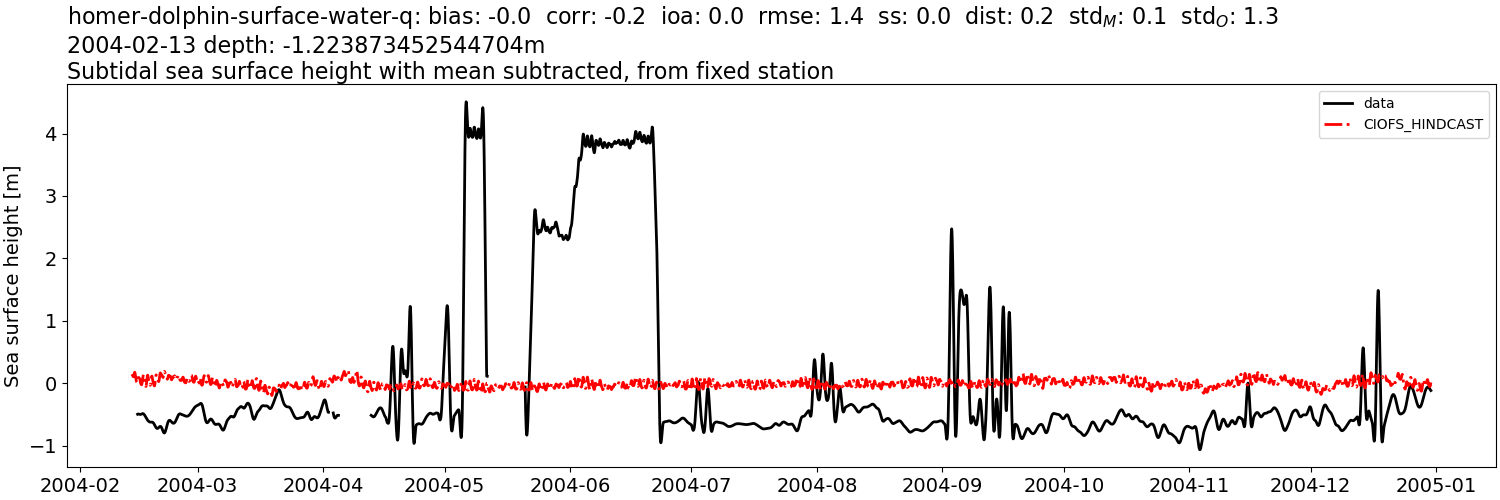 homer-dolphin-surface-water-q: bias: -0.0  corr: -0.2  ioa: 0.0  rmse: 1.4  ss: 0.0  dist: 0.2  std_M: 0.1  std_O: 1.3
2004-02-13 depth: -1.223873452544704m
Subtidal sea surface height with mean subtracted, from fixed station
data
CIOFS_HINDCAST
Sea surface height [m]
4
3
2
1
0
−1
2004-02 2004-03 2004-04 2004-05 2004-06 2004-07 2004-08 2004-09 2004-10 2004-11 2004-12 2005-01